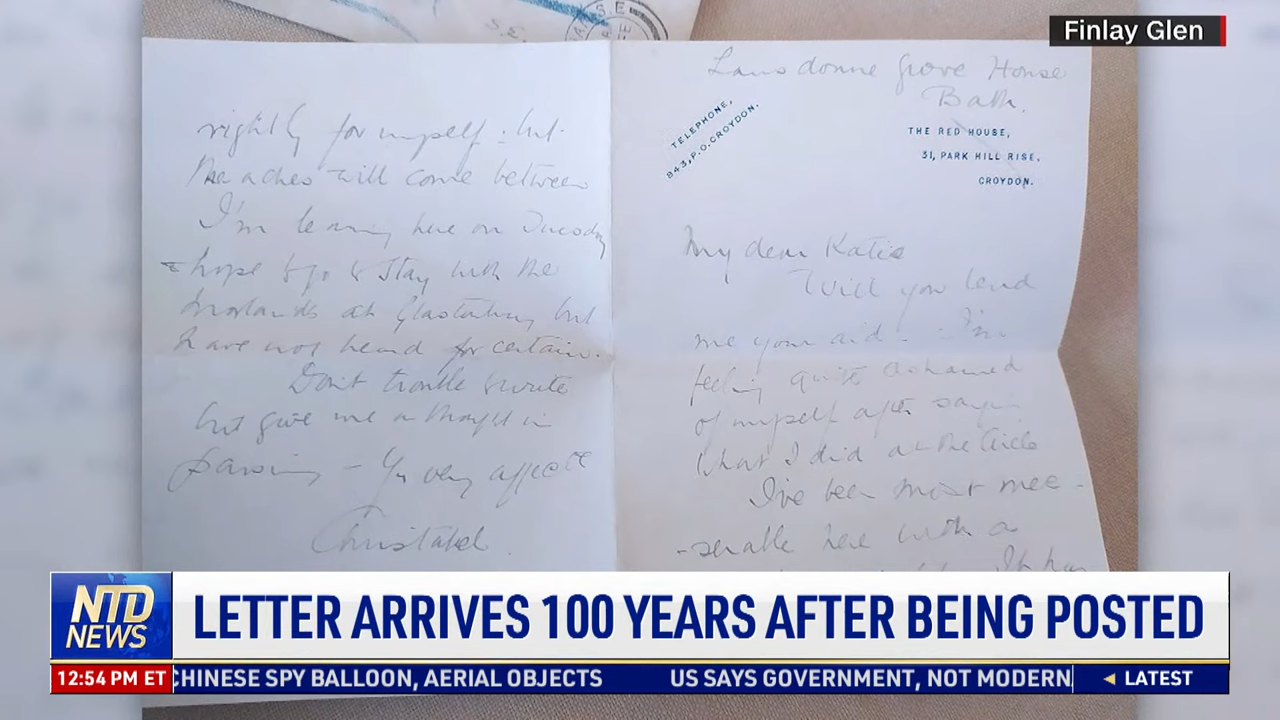 Finlay Glen
S.E.
Lansdowne Grove House
Bath.
TELEPHONE,
843, P.O. CROYDON.
THE RED HOUSE,
31, PARK HILL RISE,
CROYDON.
My dear Katie
Will you lend
me your aid - I'm
feeling quite ashamed
of myself after saying
what I did at the circle
I've been most mee-
-serable here with a
It has
rightly for myself - but
the aches will come between
I'm leaving here on Tuesday
hope to go & stay with the
Morlands at Glastonbury but
have not heard for certain.
Don't trouble to write
but give me a thought in
passing - Yr very affecte
Christabel
NTD
NEWS
LETTER ARRIVES 100 YEARS AFTER BEING POSTED
12:54 PM ET CHINESE SPY BALLOON, AERIAL OBJECTS US SAYS GOVERNMENT, NOT MODERN ◄ LATEST